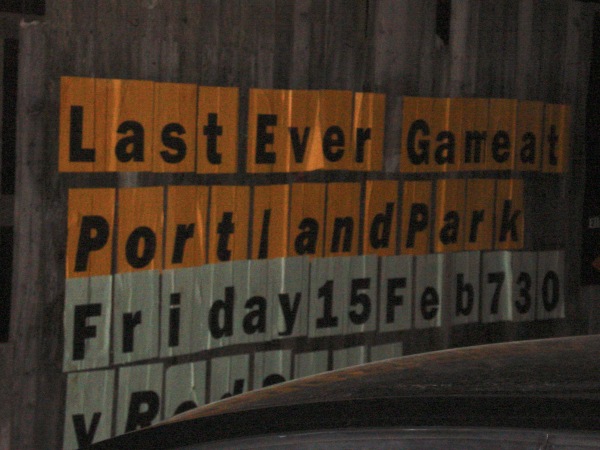 Last Ever Game at
Portland Park
Friday 15 Feb 730
v